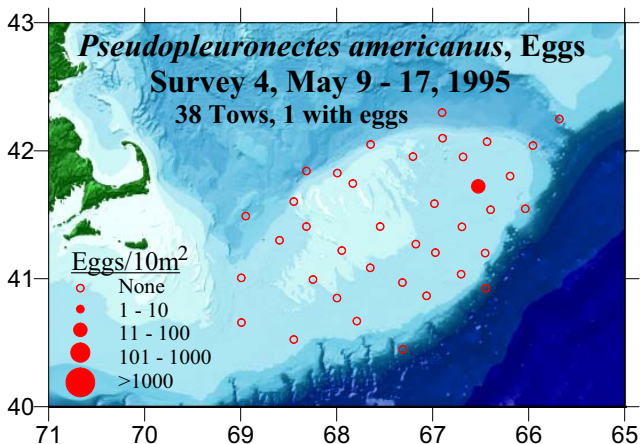 43
Pseudopleuronectes americanus, Eggs
Survey 4, May 9 - 17, 1995
38 Tows, 1 with eggs
42
41
Eggs/10m²
None
1 - 10
11 - 100
101 - 1000
>1000
40
71 70 69 68 67 66 65